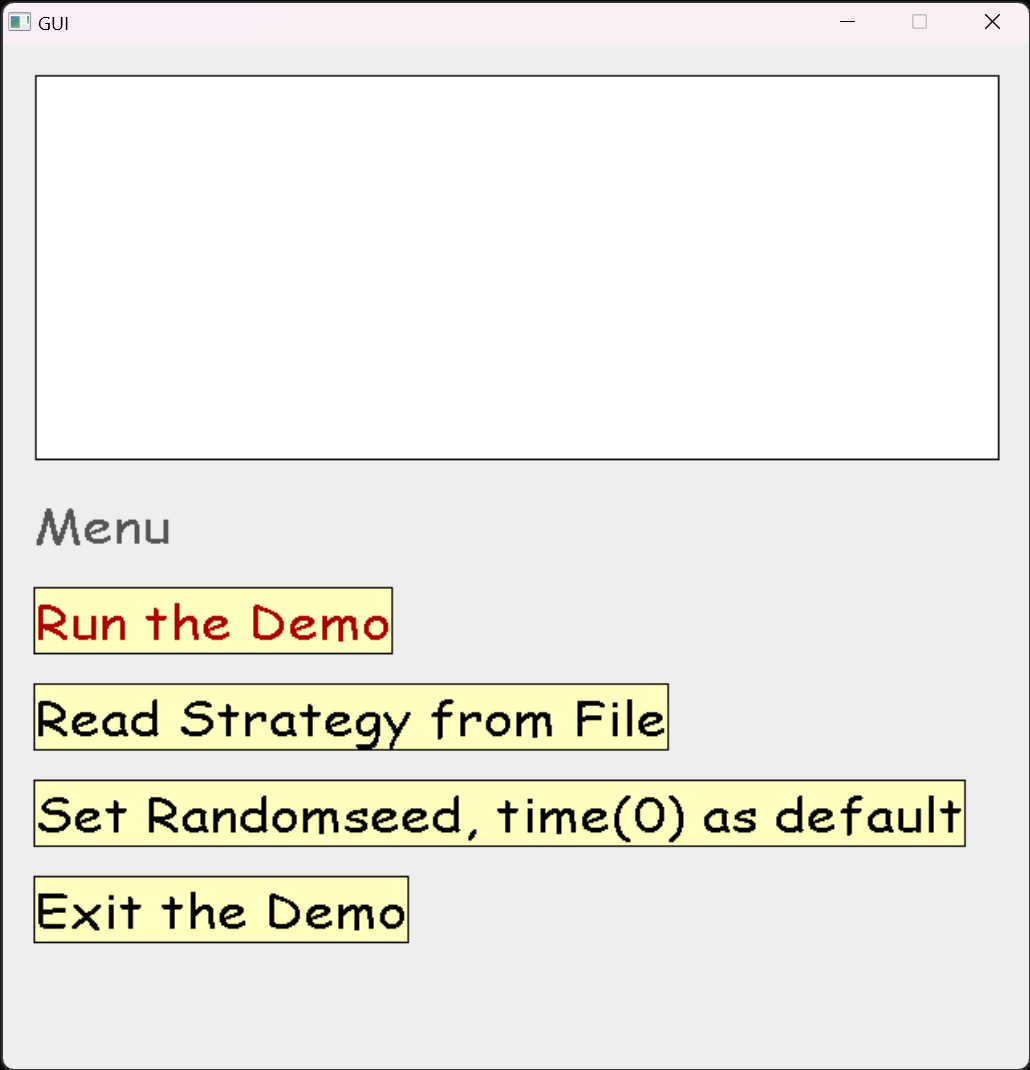 GUI
Menu
Run the Demo
Read Strategy from File
Set Randomseed, time(0) as default
Exit the Demo